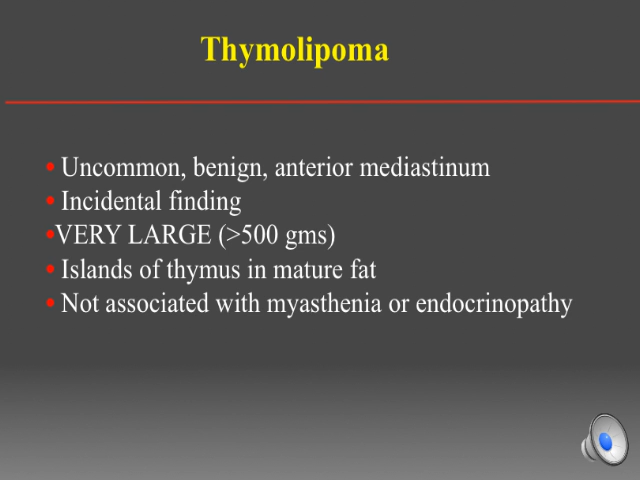 Thymolipoma
• Uncommon, benign, anterior mediastinum
• Incidental finding
•VERY LARGE (>500 gms)
• Islands of thymus in mature fat
• Not associated with myasthenia or endocrinopathy